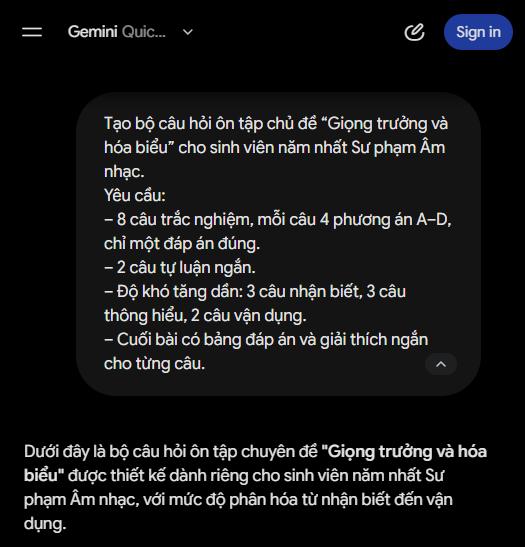 Gemini Quic...
Sign in
Tạo bộ câu hỏi ôn tập chủ đề “Giọng trưởng và
hóa biểu” cho sinh viên năm nhất Sư phạm Âm
nhạc.
Yêu cầu:
– 8 câu trắc nghiệm, mỗi câu 4 phương án A–D,
chỉ một đáp án đúng.
– 2 câu tự luận ngắn.
– Độ khó tăng dần: 3 câu nhận biết, 3 câu
thông hiểu, 2 câu vận dụng.
– Cuối bài có bảng đáp án và giải thích ngắn
cho từng câu.
Dưới đây là bộ câu hỏi ôn tập chuyên đề "Giọng trưởng và hóa
biểu" được thiết kế dành riêng cho sinh viên năm nhất Sư
phạm Âm nhạc, với mức độ phân hóa từ nhận biết đến vận
dụng.